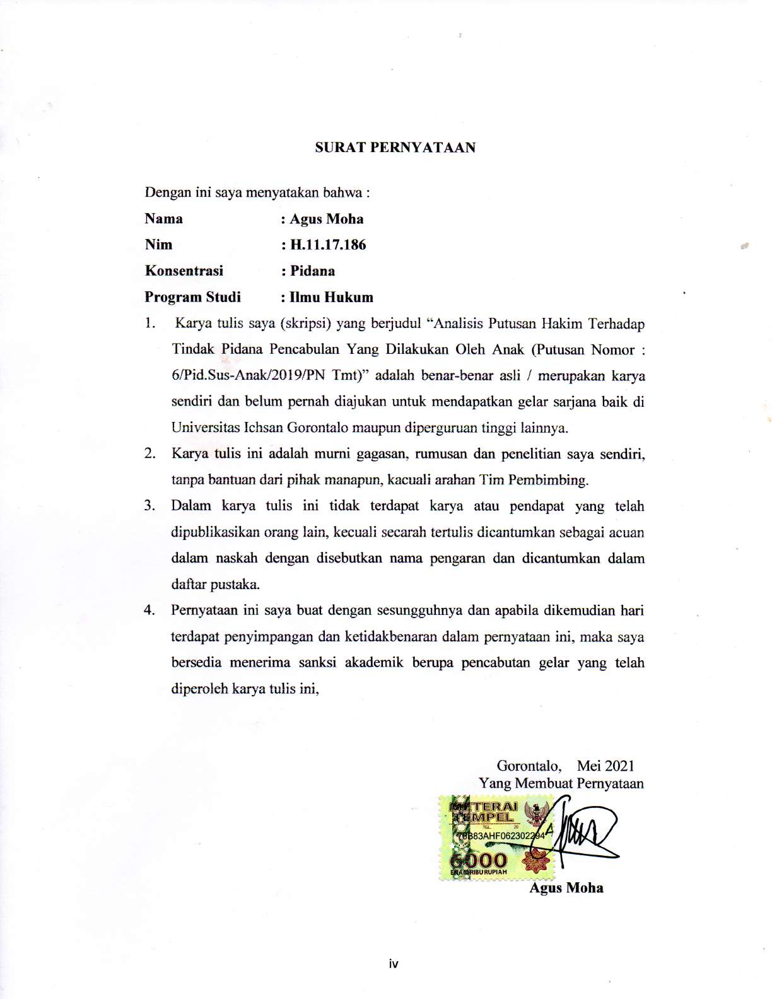 SURAT PERNYATAAN
Dengan ini saya menyatakan bahwa :
Nama : Agus Moha
Nim : H.11.17.186
Konsentrasi : Pidana
Program Studi : Ilmu Hukum
1. Karya tulis saya (skripsi) yang berjudul “Analisis Putusan Hakim Terhadap
Tindak Pidana Pencabulan Yang Dilakukan Oleh Anak (Putusan Nomor :
6/Pid.Sus-Anak/2019/PN Tmt)” adalah benar-benar asli / merupakan karya
sendiri dan belum pernah diajukan untuk mendapatkan gelar sarjana baik di
Universitas Ichsan Gorontalo maupun diperguruan tinggi lainnya.
2. Karya tulis ini adalah murni gagasan, rumusan dan penelitian saya sendiri,
tanpa bantuan dari pihak manapun, kacuali arahan Tim Pembimbing.
3. Dalam karya tulis ini tidak terdapat karya atau pendapat yang telah
dipublikasikan orang lain, kecuali secarah tertulis dicantumkan sebagai acuan
dalam naskah dengan disebutkan nama pengaran dan dicantumkan dalam
daftar pustaka.
4. Pernyataan ini saya buat dengan sesungguhnya dan apabila dikemudian hari
terdapat penyimpangan dan ketidakbenaran dalam pernyataan ini, maka saya
bersedia menerima sanksi akademik berupa pencabutan gelar yang telah
diperoleh karya tulis ini,
Gorontalo, Mei 2021
Yang Membuat Pernyataan
METERAI
TEMPEL
TGL. 20
6000
ENAM RIBU RUPIAH
Agus Moha
iv